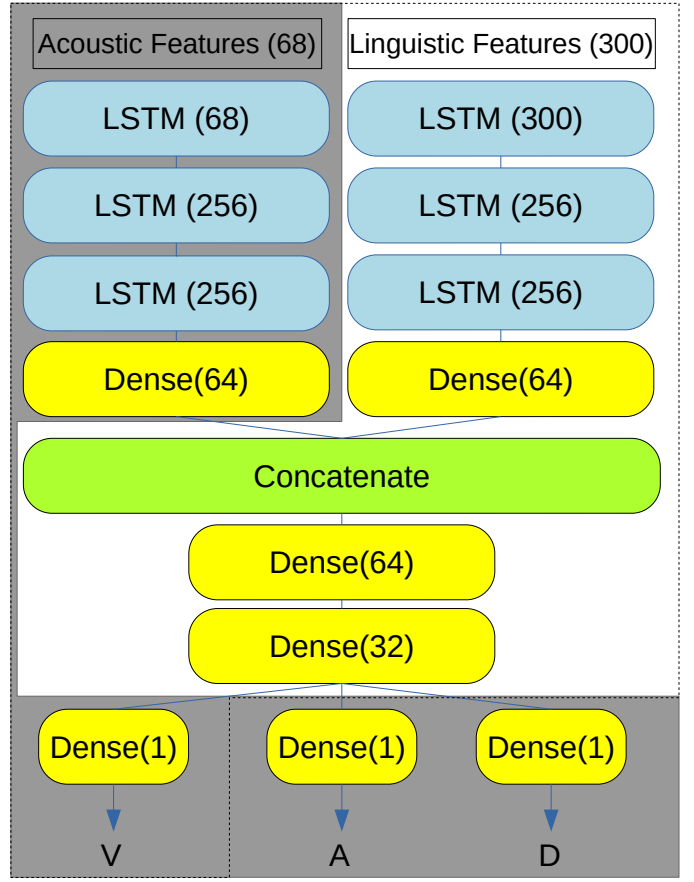 Acoustic Features (68)
Linguistic Features (300)
LSTM (68)
LSTM (300)
LSTM (256)
LSTM (256)
LSTM (256)
LSTM (256)
Dense(64)
Dense(64)
Concatenate
Dense(64)
Dense(32)
Dense(1)
Dense(1)
Dense(1)
V
A
D